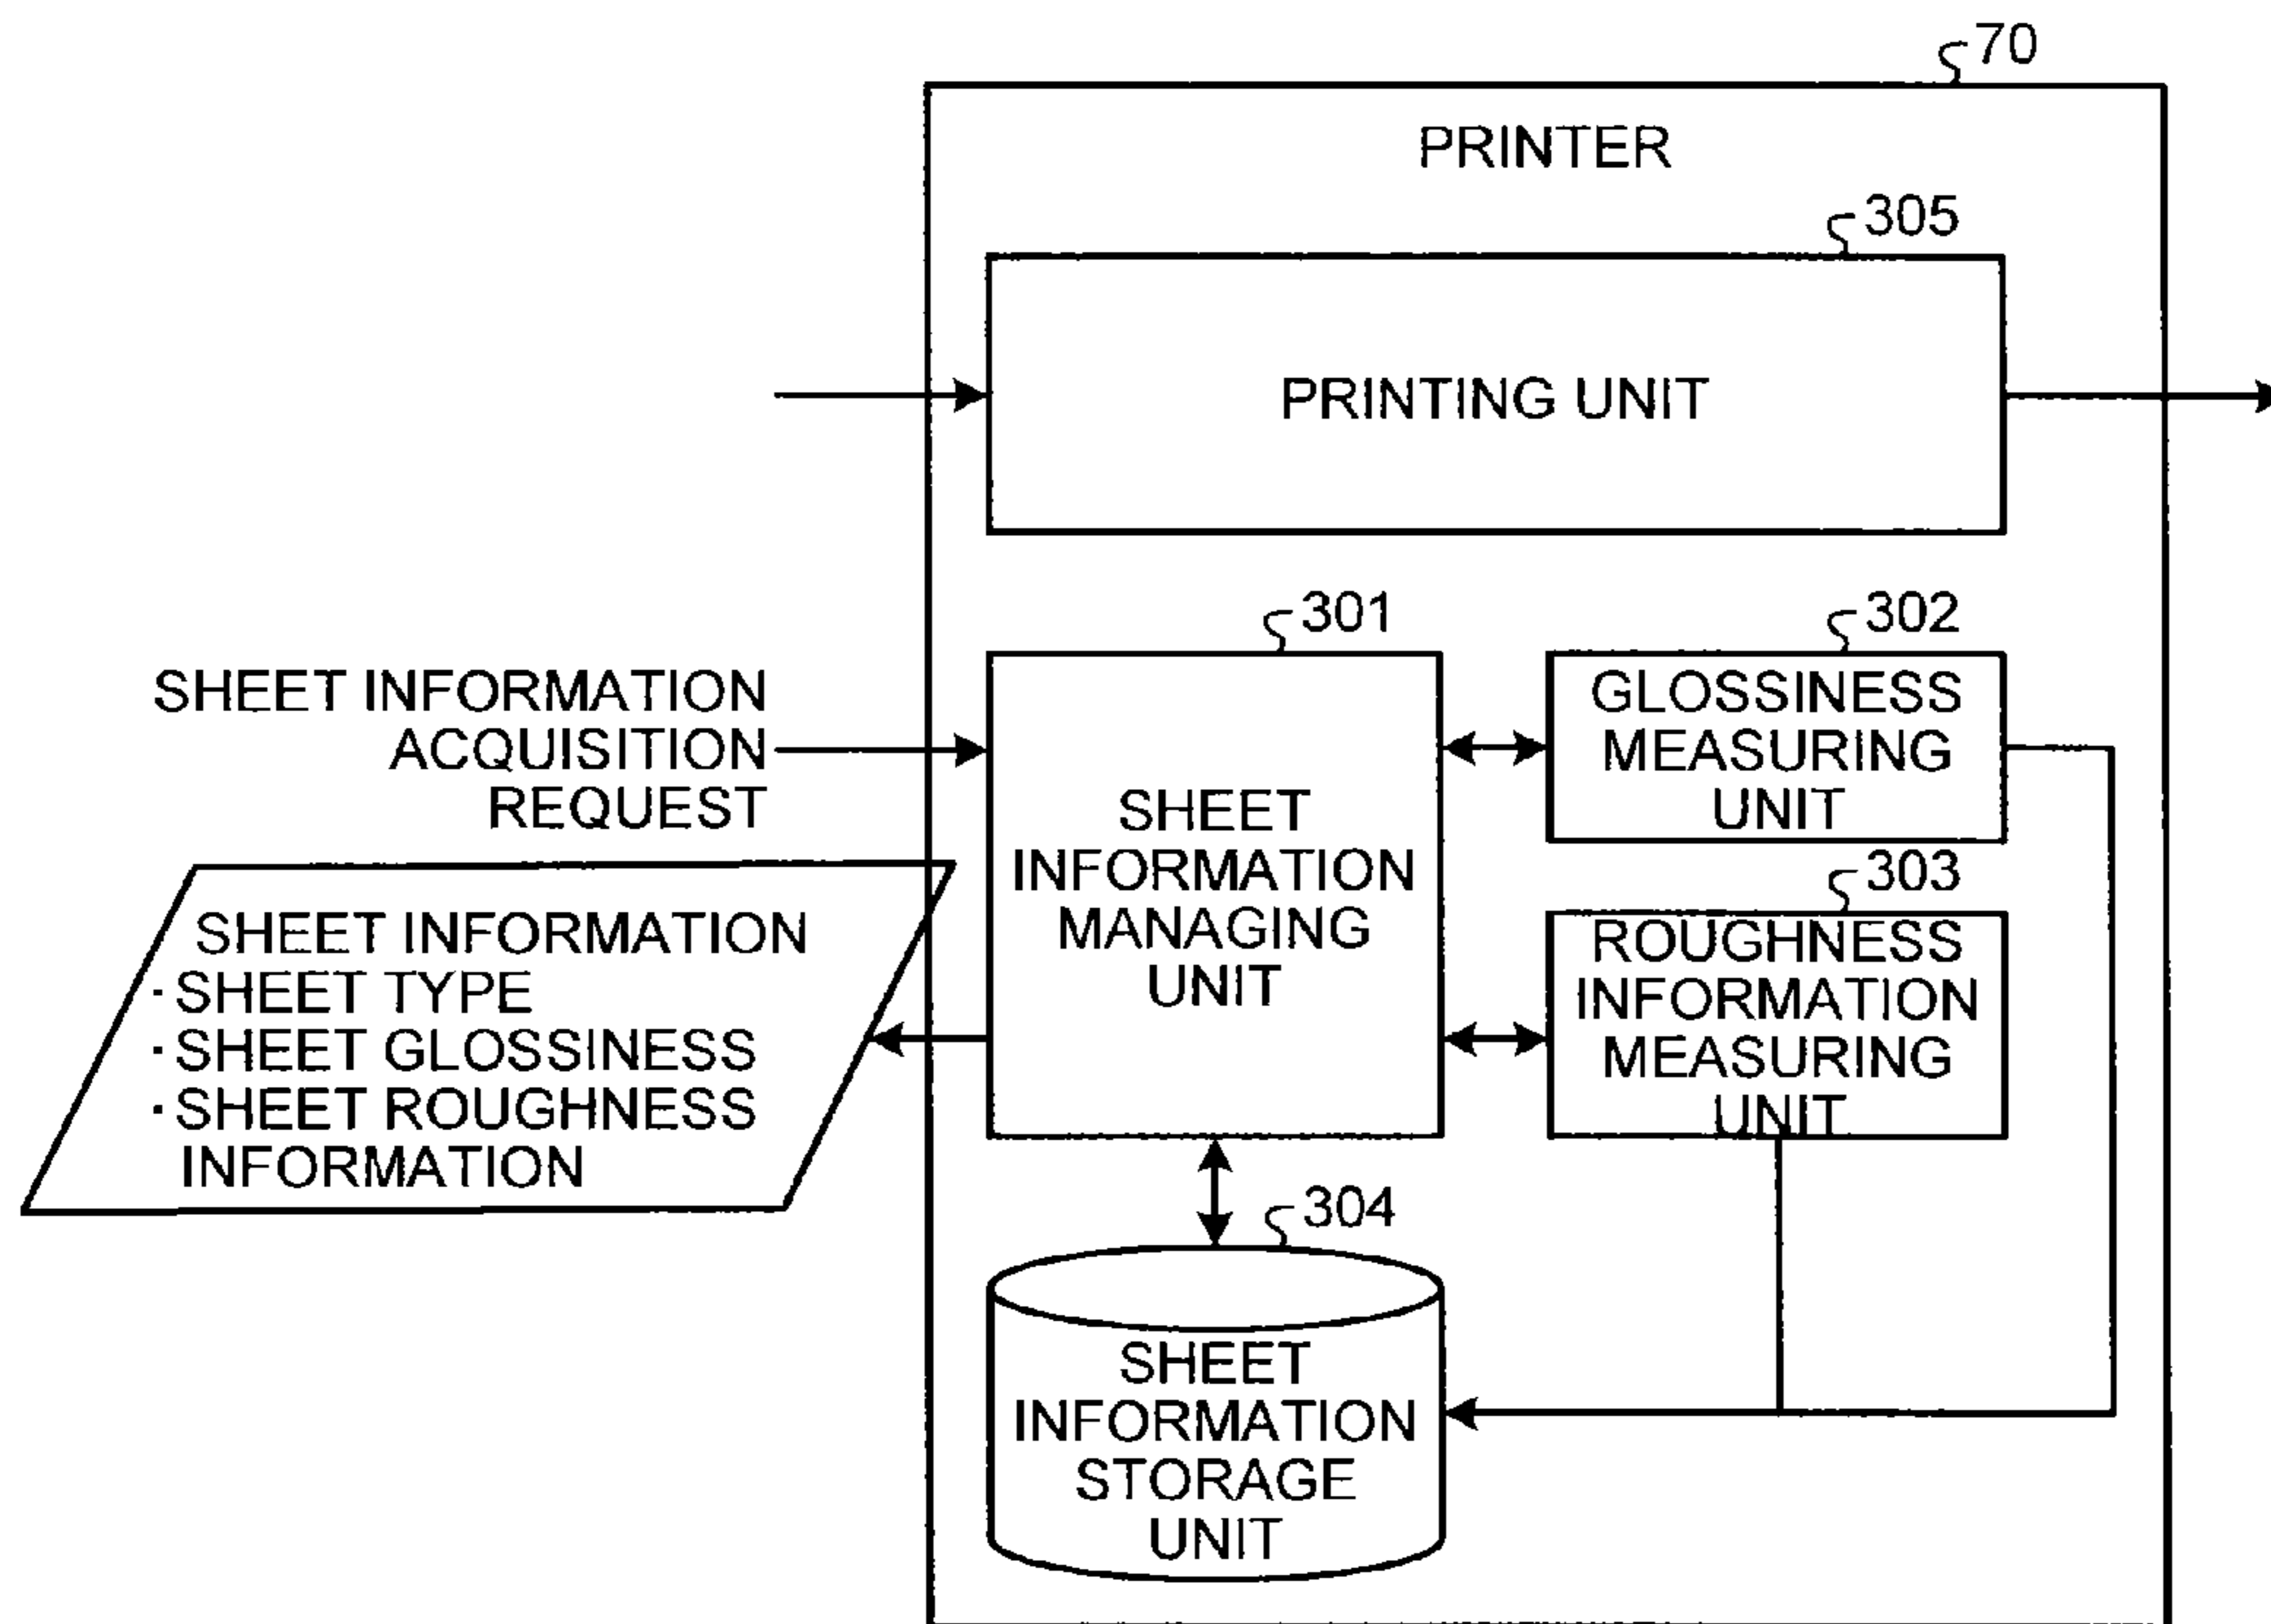 70
PRINTER
305
PRINTING UNIT
301
302
SHEET INFORMATION
ACQUISITION
REQUEST
SHEET
INFORMATION
MANAGING
UNIT
GLOSSINESS
MEASURING
UNIT
303
ROUGHNESS
INFORMATION
MEASURING
UNIT
SHEET INFORMATION
·SHEET TYPE
·SHEET GLOSSINESS
·SHEET ROUGHNESS
INFORMATION
304
SHEET
INFORMATION
STORAGE
UNIT